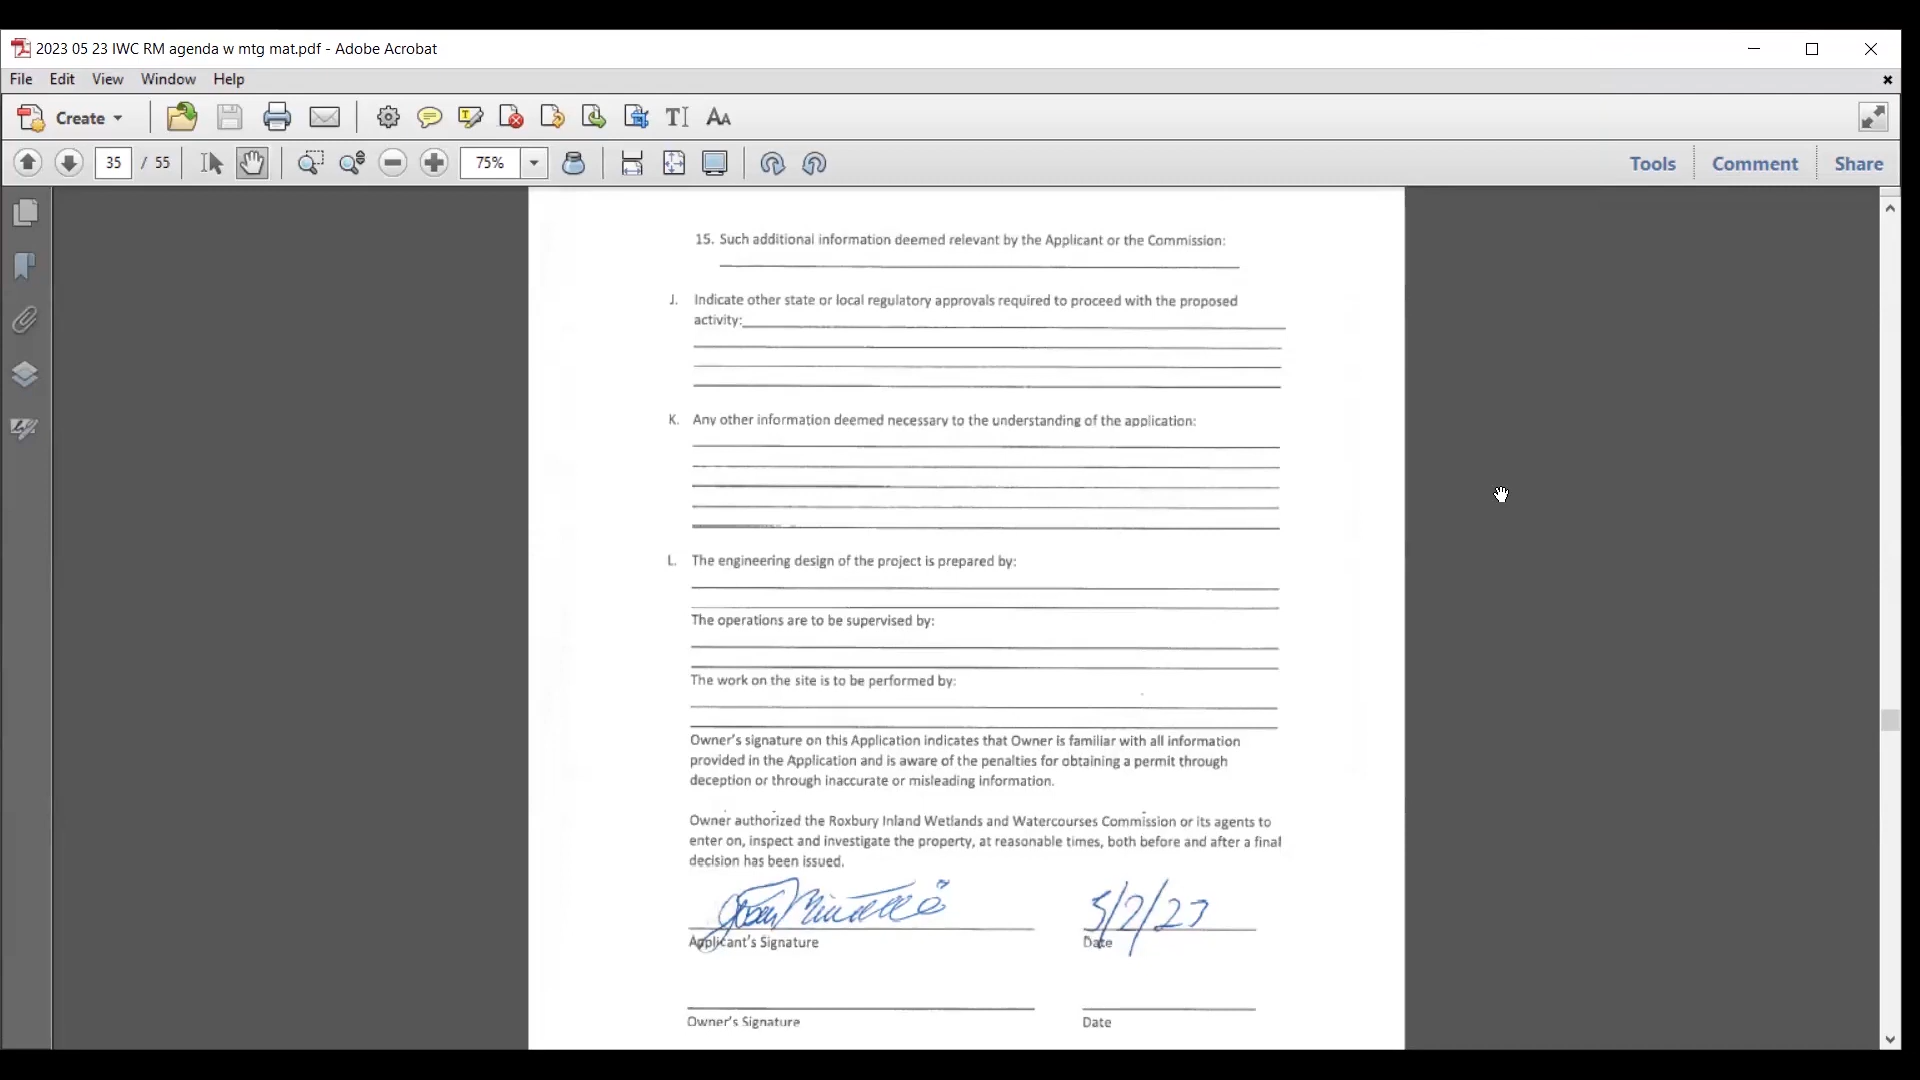 2023 05 23 IWC RM agenda w mtg mat.pdf - Adobe Acrobat
File Edit View Window Help
Create
35 / 55 75% Tools Comment Share
15. Such additional information deemed relevant by the Applicant or the Commission:
J. Indicate other state or local regulatory approvals required to proceed with the proposed
activity:
K. Any other information deemed necessary to the understanding of the application:
L. The engineering design of the project is prepared by:
The operations are to be supervised by:
The work on the site is to be performed by:
Owner's signature on this Application indicates that Owner is familiar with all information
provided in the Application and is aware of the penalties for obtaining a permit through
deception or through inaccurate or misleading information.
Owner authorized the Roxbury Inland Wetlands and Watercourses Commission or its agents to
enter on, inspect and investigate the property, at reasonable times, both before and after a final
decision has been issued.
5/2/23
Applicant's Signature Date
Owner's Signature Date